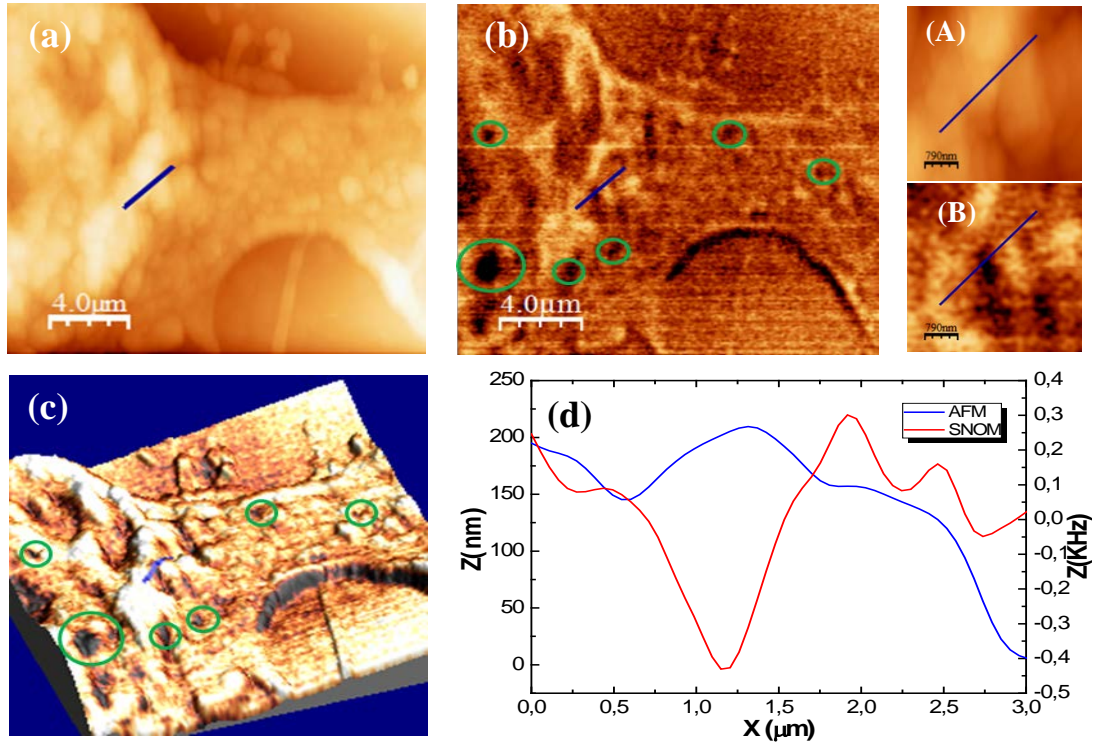 (a)
4.0µm
(b)
4.0µm
(A)
790nm
(B)
790nm
(c)
(d)
AFM
SNOM
250
200
150
100
50
0
Z(nm)
0,4
0,3
0,2
0,1
0,0
-0,1
-0,2
-0,3
-0,4
-0,5
Z(KHz)
0,0 0,5 1,0 1,5 2,0 2,5 3,0
X (µm)